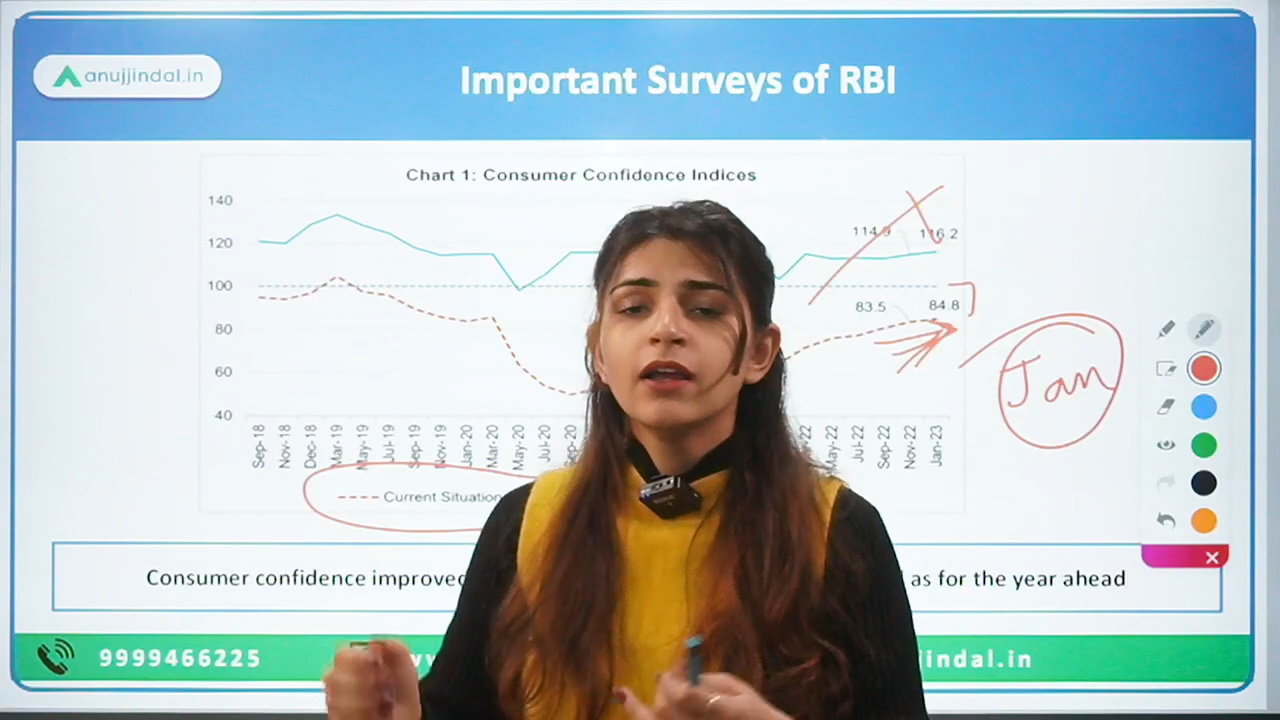 anujjindal.in
Important Surveys of RBI
Chart 1: Consumer Confidence Indices
140
120
100
80
60
40
114.9
116.2
83.5
84.8
Jan
Sep-18
Nov-18
Dec-18
Mar-19
May-19
Jul-19
Sep-19
Nov-19
Jan-20
Mar-20
May-20
Jul-20
Sep-20
May-22
Jul-22
Sep-22
Nov-22
Jan-23
Current Situation
Consumer confidence improved as for the year ahead
9999466225
jindal.in